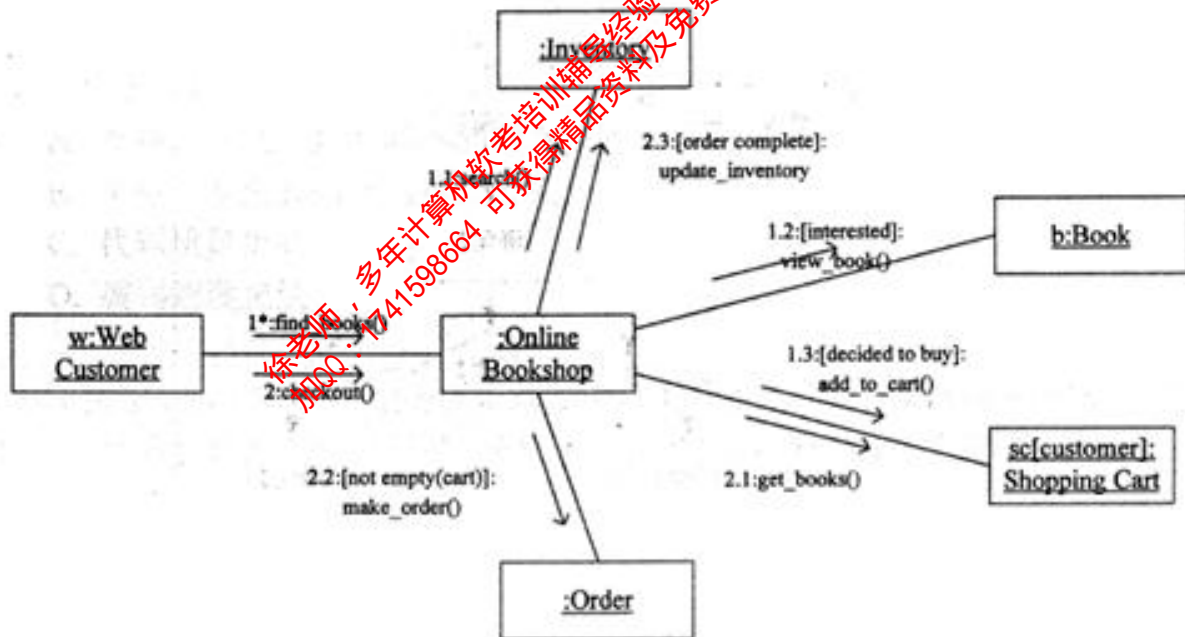 :Inventory
2.3:[order complete]:
update_inventory
1.1:search()
1.2:[interested]:
view_book()
b:Book
w:Web
Customer
1*:find_books()
2:checkout()
:Online
Bookshop
1.3:[decided to buy]:
add_to_cart()
sc[customer]:
Shopping Cart
2.1:get_books()
2.2:[not empty(cart)]:
make_order()
:Order
徐老师，多年计算机软考培训辅导经验
加QQ：1741598664 可获得精品资料及免费